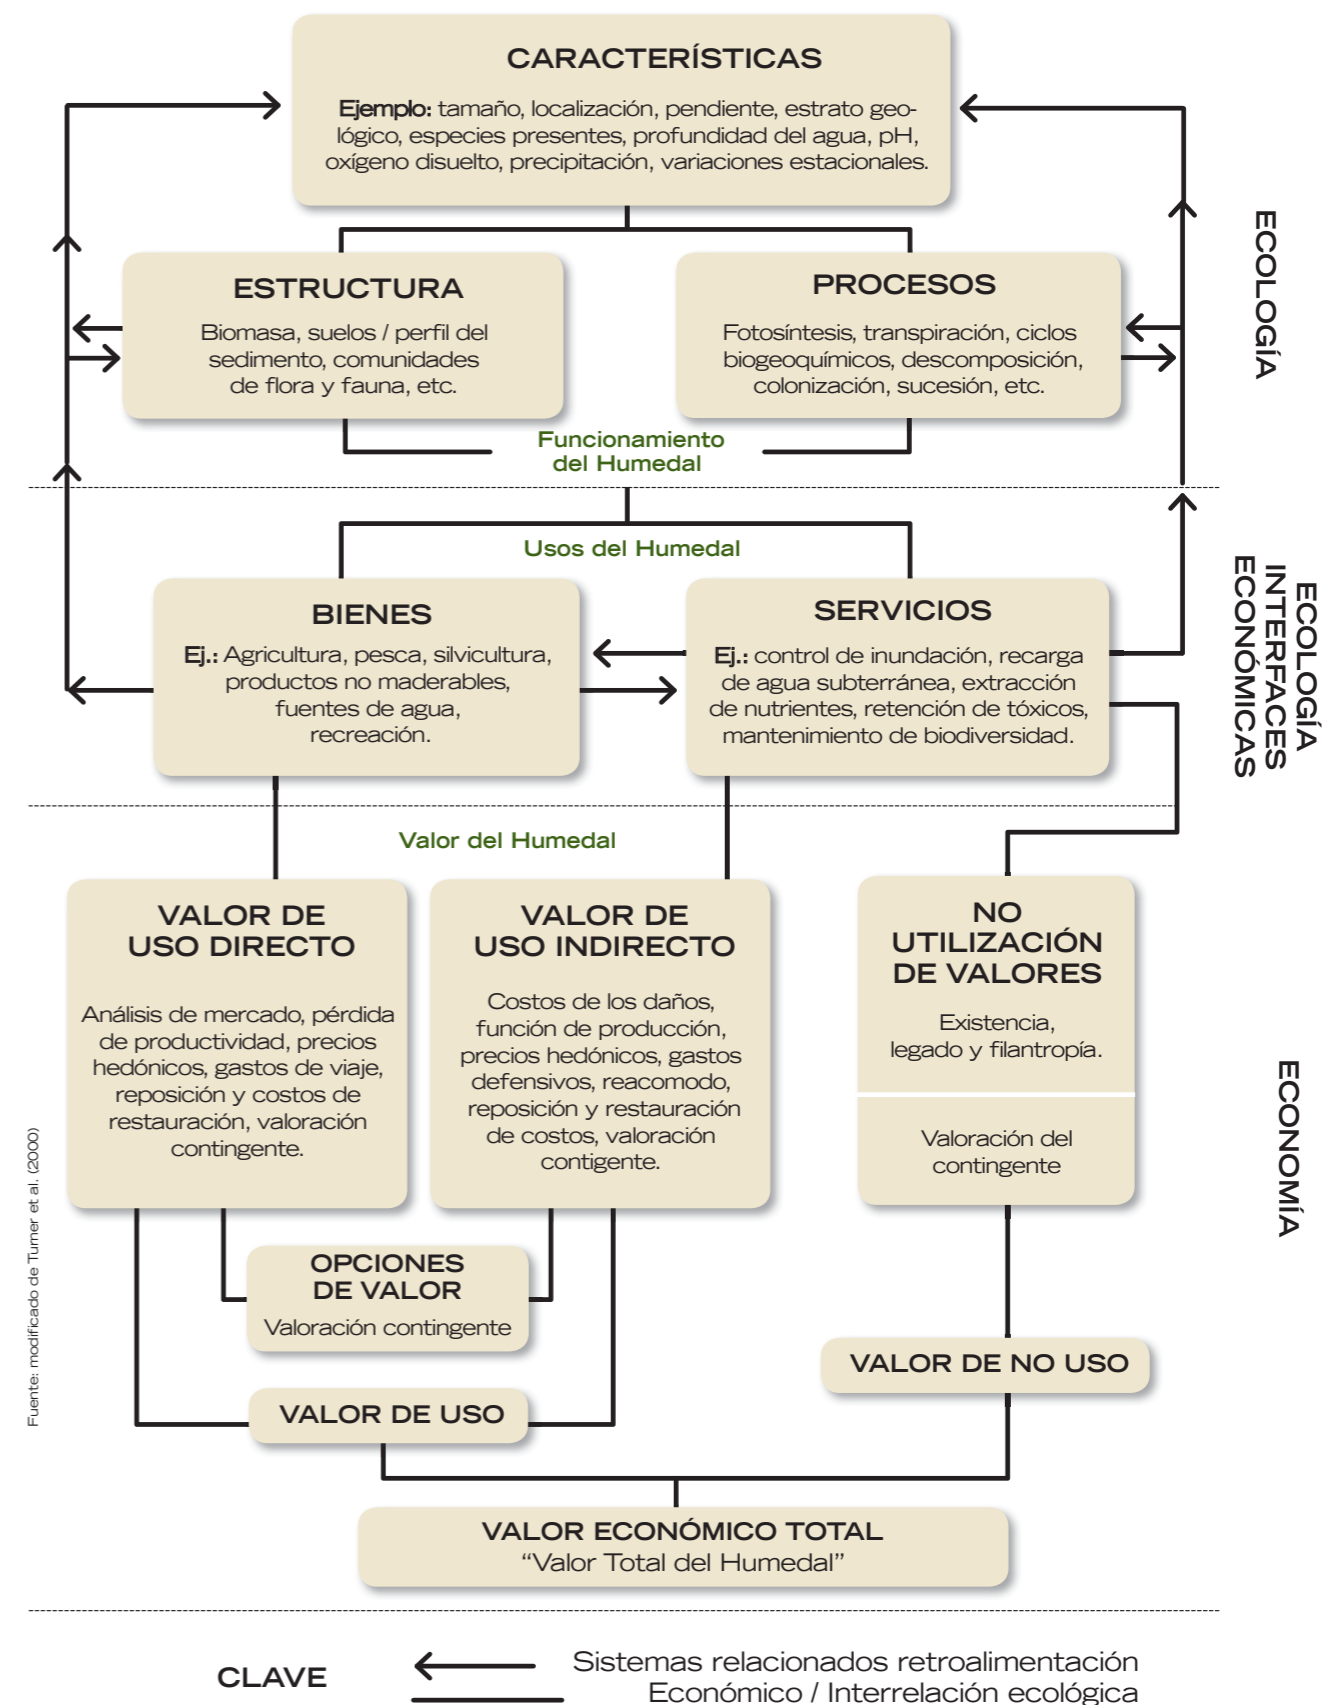 CARACTERÍSTICAS
Ejemplo: tamaño, localización, pendiente, estrato geo-
lógico, especies presentes, profundidad del agua, pH,
oxígeno disuelto, precipitación, variaciones estacionales.
ESTRUCTURA
Biomasa, suelos / perfil del
sedimento, comunidades
de flora y fauna, etc.
PROCESOS
Fotosíntesis, transpiración, ciclos
biogeoquímicos, descomposición,
colonización, sucesión, etc.
ECOLOGÍA
Funcionamiento
del Humedal
Usos del Humedal
BIENES
Ej.: Agricultura, pesca, silvicultura,
productos no maderables,
fuentes de agua,
recreación.
SERVICIOS
Ej.: control de inundación, recarga
de agua subterránéa, extracción
de nutrientes, retención de tóxicos,
mantenimiento de biodiversidad.
ECOLOGÍA
INTERFACES
ECONÓMICAS
Valor del Humedal
VALOR DE
USO DIRECTO
Análisis de mercado, pérdida
de productividad, precios
hedónicos, gastos de viaje,
reposición y costos de
restauración, valoración
contingente.
VALOR DE
USO INDIRECTO
Costos de los daños,
función de producción,
precios hedónicos, gastos
defensivos, reacomodo,
reposición y restauración
de costos, valoración
contigente.
NO
UTILIZACIÓN
DE VALORES
Existencia,
legado y filantropía.
Valoración del
contingente
ECONOMÍA
OPCIONES
DE VALOR
Valoración contingente
VALOR DE USO
VALOR DE NO USO
VALOR ECONÓMICO TOTAL
“Valor Total del Humedal”
Fuente: modificado de Turner et al. (2000)
CLAVE
Sistemas relacionados retroalimentación
Económico / Interrelación ecológica